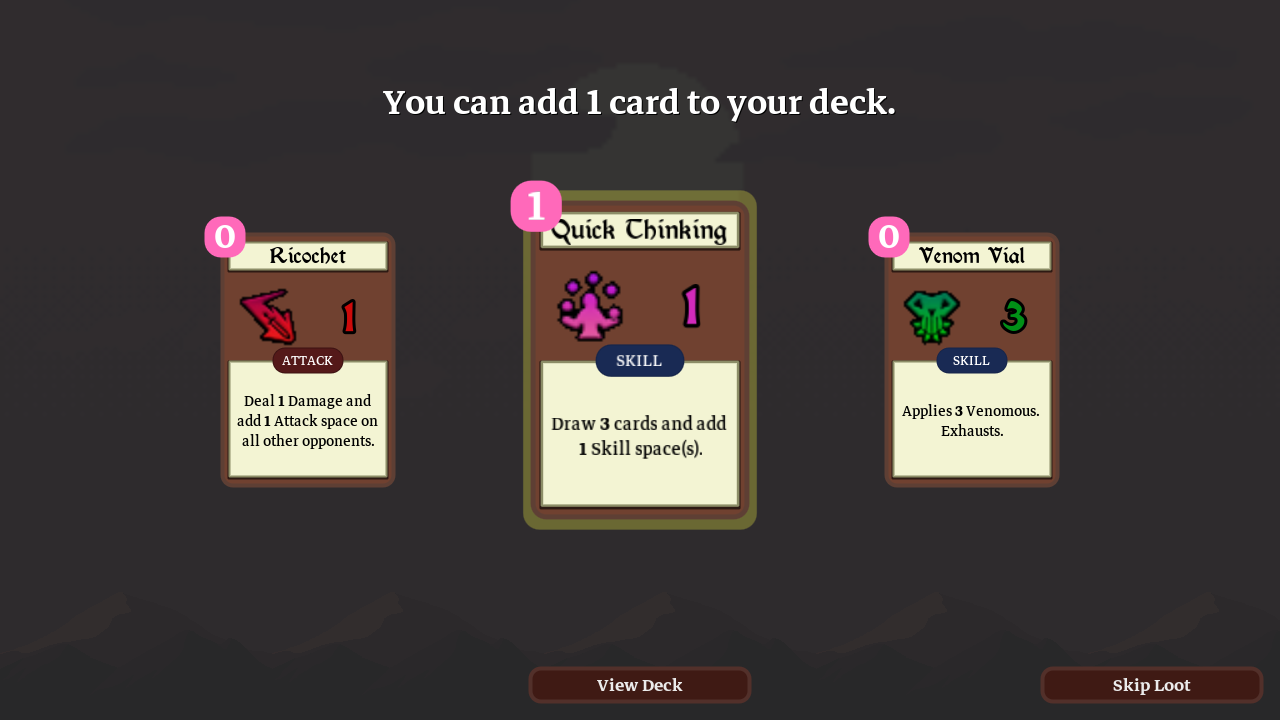 You can add 1 card to your deck.
0
Ricochet
1
ATTACK
Deal 1 Damage and
add 1 Attack space on
all other opponents.
1
Quick Thinking
1
SKILL
Draw 3 cards and add
1 Skill space(s).
0
Venom Vial
3
SKILL
Applies 3 Venomous.
Exhausts.
View Deck
Skip Loot